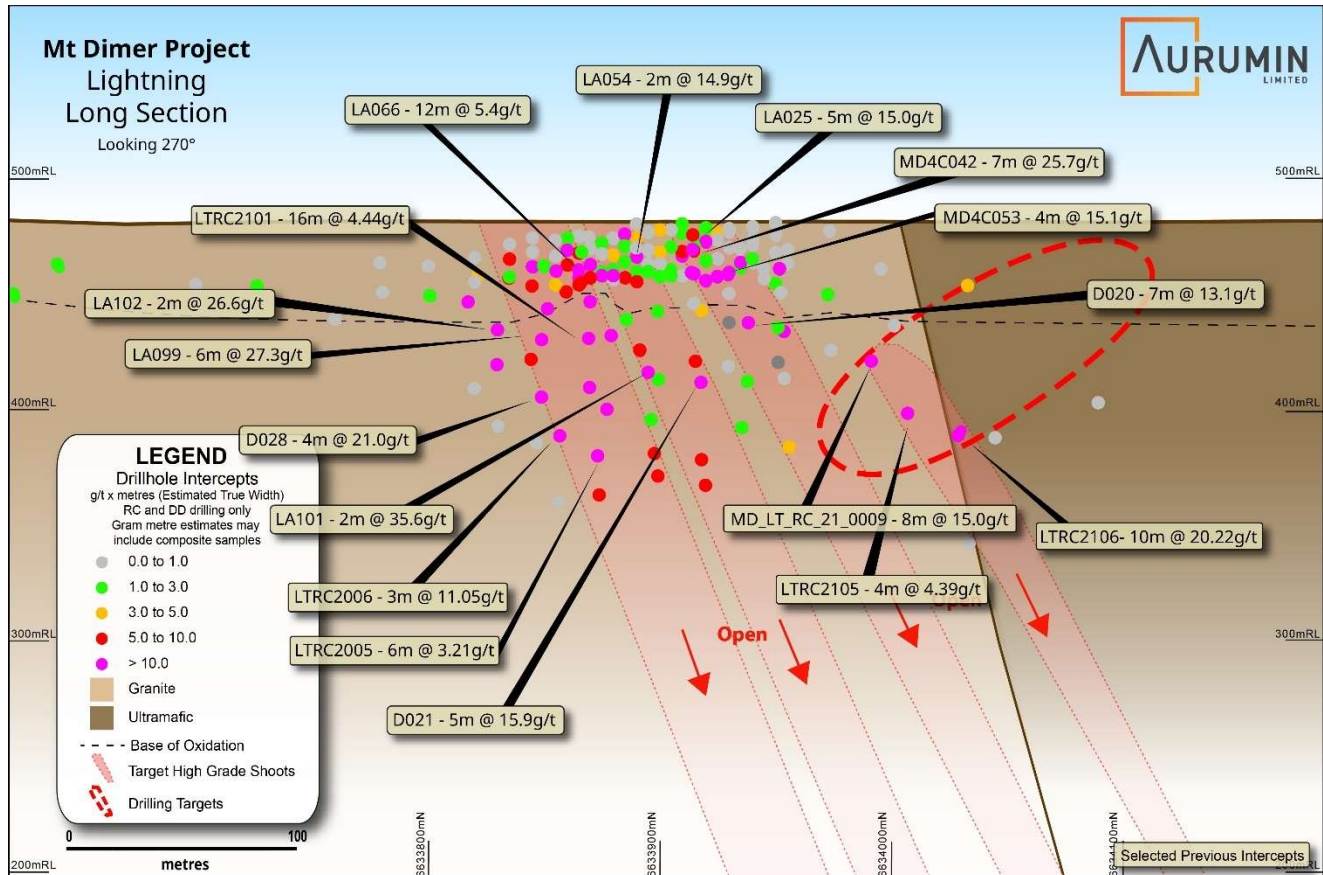 Mt Dimer Project
Lightning
Long Section
Looking 270°
AURUMIN
LIMITED
LA054 - 2m @ 14.9g/t
LA066 - 12m @ 5.4g/t
LA025 - 5m @ 15.0g/t
MD4C042 - 7m @ 25.7g/t
500mRL
500mRL
LTRC2101 - 16m @ 4.44g/t
MD4C053 - 4m @ 15.1g/t
LA102 - 2m @ 26.6g/t
D020 - 7m @ 13.1g/t
LA099 - 6m @ 27.3g/t
400mRL
400mRL
D028 - 4m @ 21.0g/t
LA101 - 2m @ 35.6g/t
MD_LT_RC_21_0009 - 8m @ 15.0g/t
LTRC2106- 10m @ 20.22g/t
LTRC2105 - 4m @ 4.39g/t
LTRC2006 - 3m @ 11.05g/t
Open
Open
300mRL
300mRL
LTRC2005 - 6m @ 3.21g/t
D021 - 5m @ 15.9g/t
LEGEND
Drillhole Intercepts
g/t x metres (Estimated True Width)
RC and DD drilling only
Gram metre estimates may
include composite samples
0.0 to 1.0
1.0 to 3.0
3.0 to 5.0
5.0 to 10.0
> 10.0
Granite
Ultramafic
Base of Oxidation
Target High Grade Shoots
Drilling Targets
0 100
metres
200mRL
6633800mN
6633900mN
6634000mN
Selected Previous Intercepts